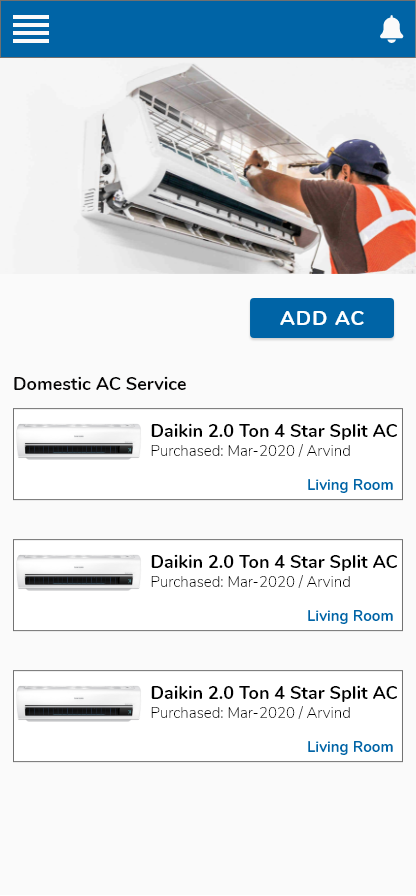 ADD AC
Domestic AC Service
Daikin 2.0 Ton 4 Star Split AC
Purchased: Mar-2020 / Arvind
Living Room
Daikin 2.0 Ton 4 Star Split AC
Purchased: Mar-2020 / Arvind
Living Room
Daikin 2.0 Ton 4 Star Split AC
Purchased: Mar-2020 / Arvind
Living Room